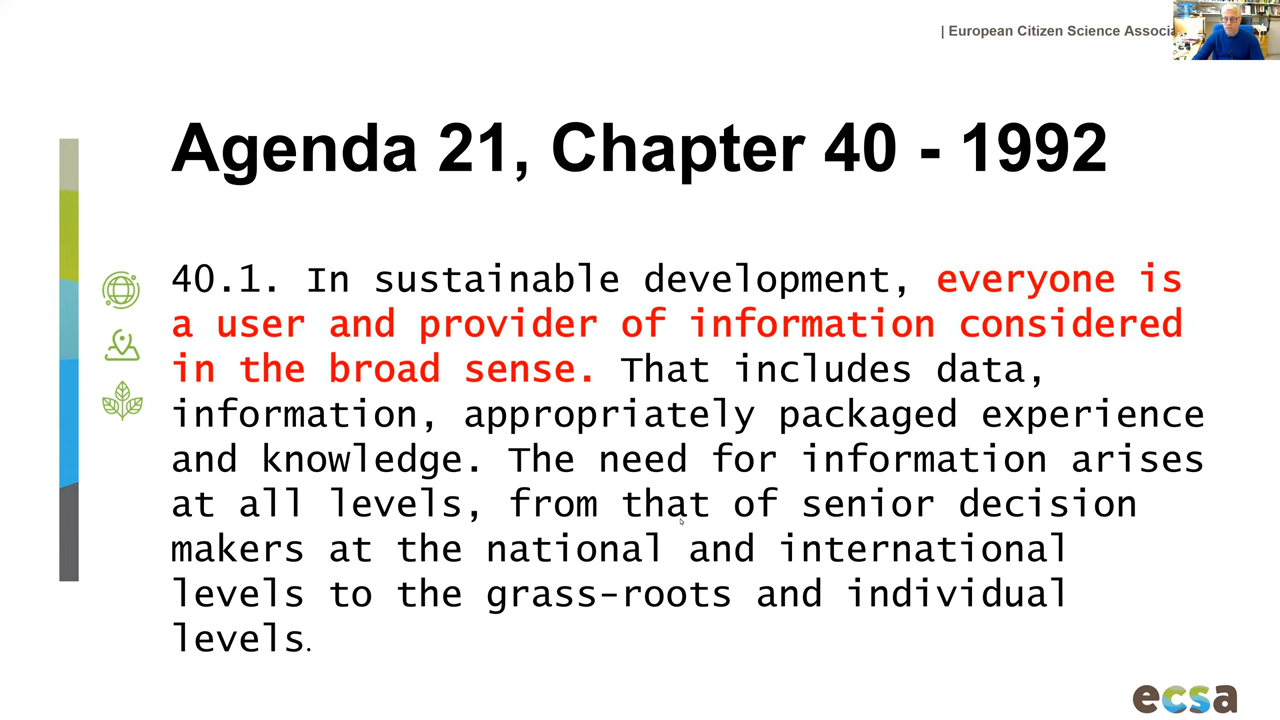 | European Citizen Science Associa
Agenda 21, Chapter 40 - 1992
40.1. In sustainable development, everyone is
a user and provider of information considered
in the broad sense. That includes data,
information, appropriately packaged experience
and knowledge. The need for information arises
at all levels, from that of senior decision
makers at the national and international
levels to the grass-roots and individual
levels.
ecsa